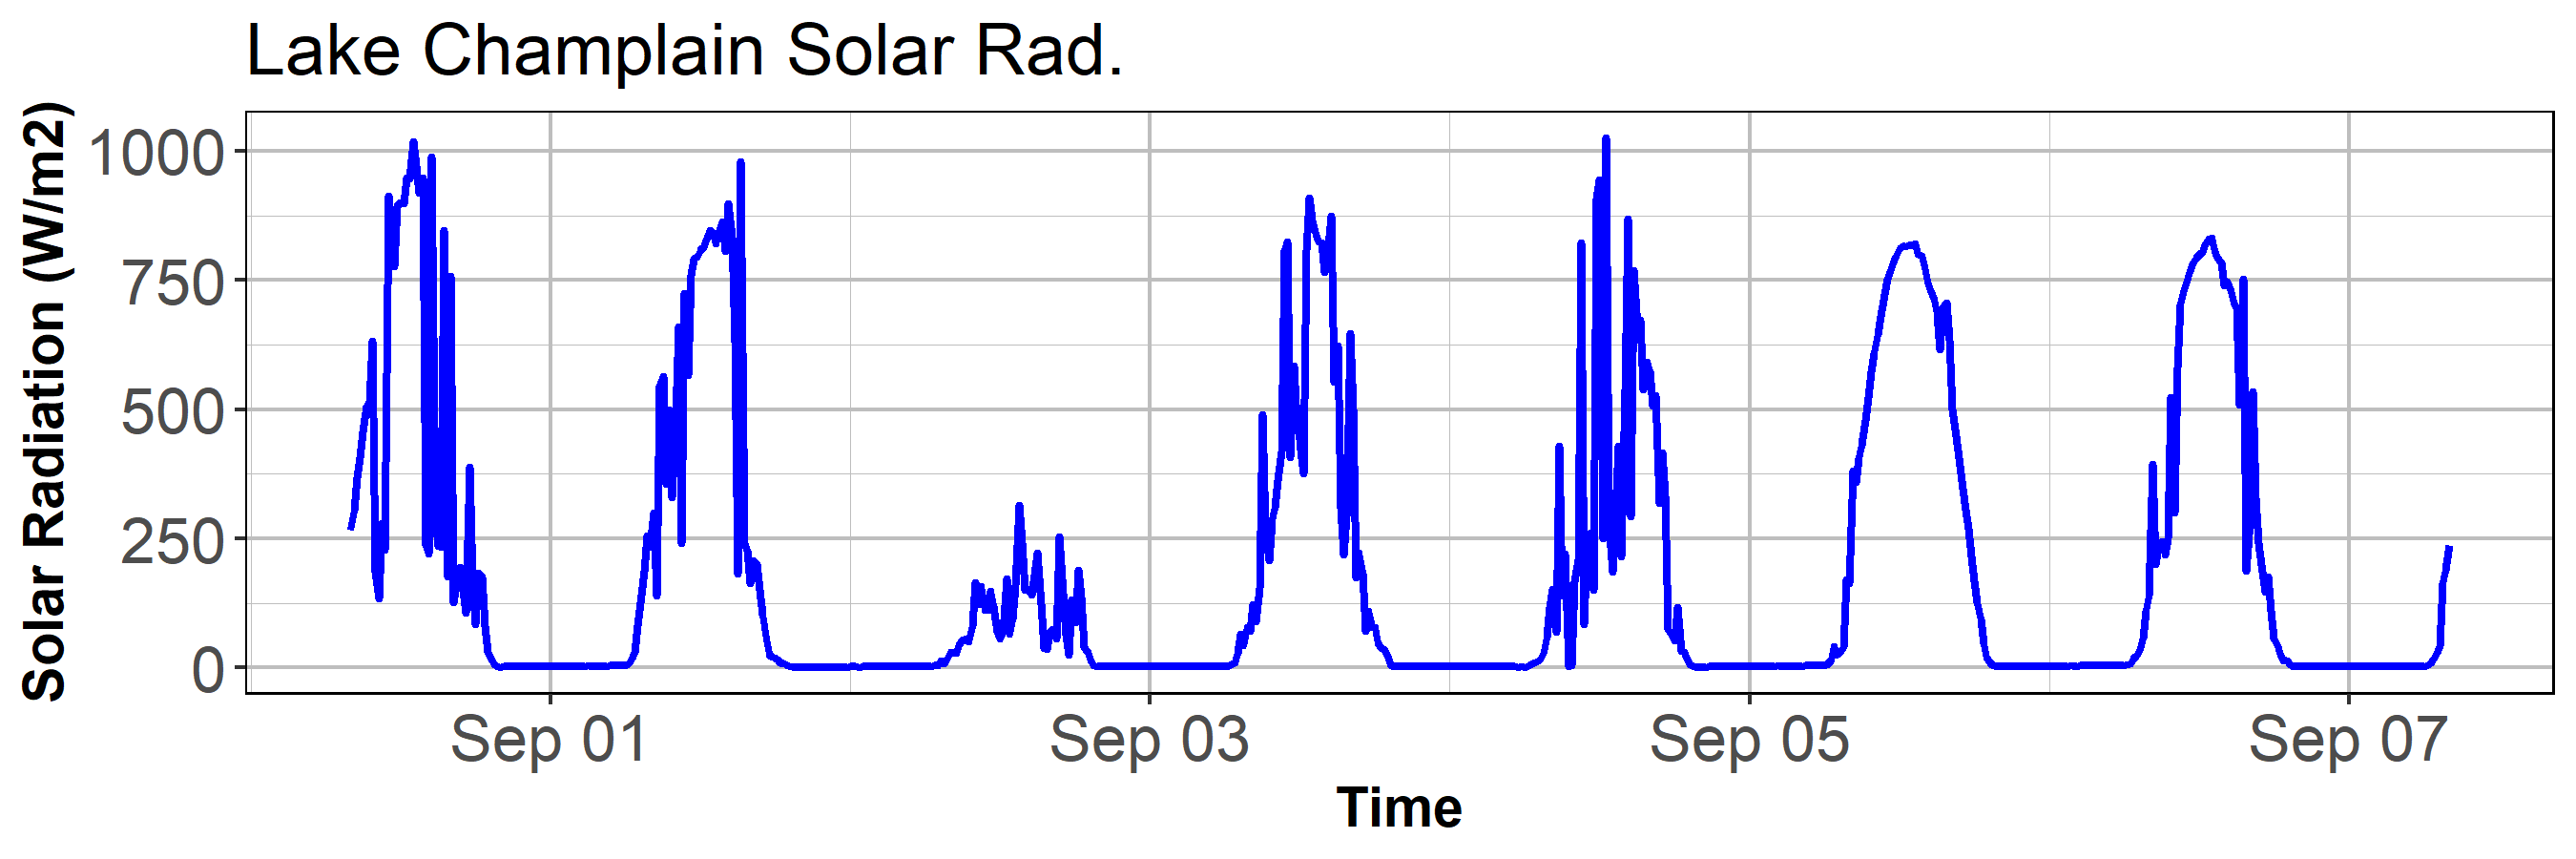 Lake Champlain Solar Rad.
Solar Radiation (W/m2)
1000
750
500
250
0
Sep 01
Sep 03
Sep 05
Sep 07
Time